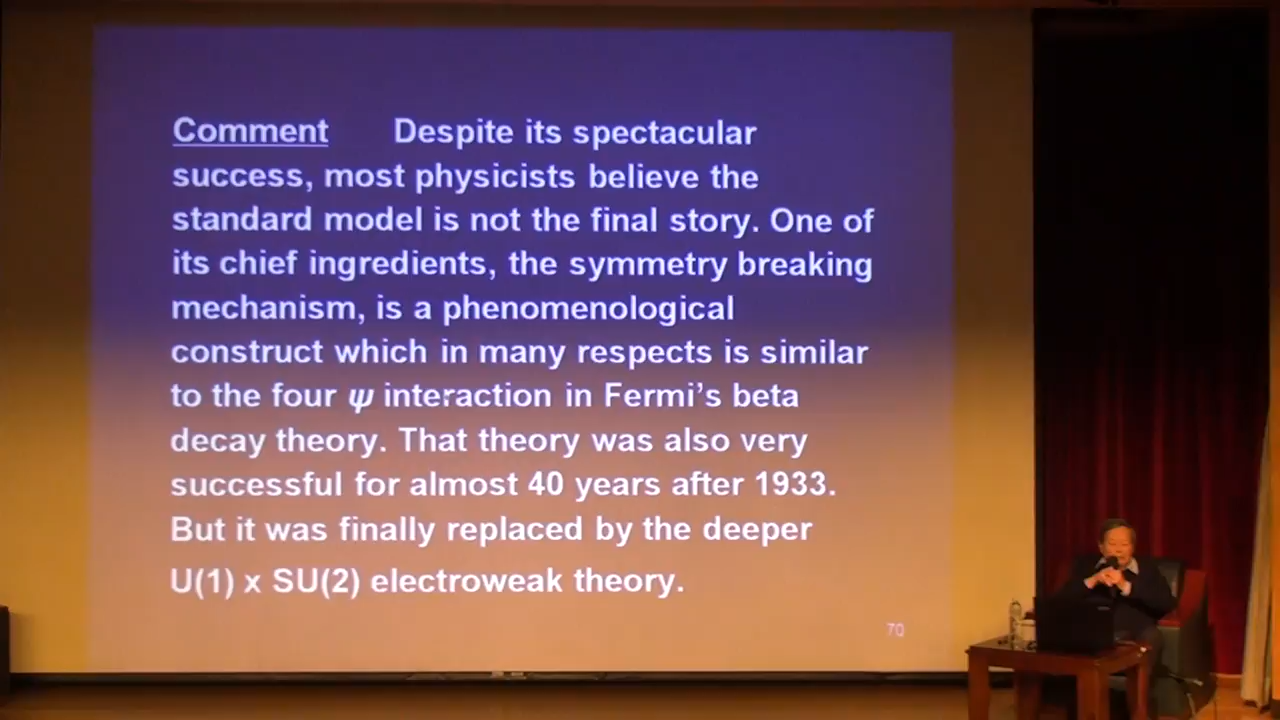 Comment Despite its spectacular
success, most physicists believe the
standard model is not the final story. One of
its chief ingredients, the symmetry breaking
mechanism, is a phenomenological
construct which in many respects is similar
to the four ψ interaction in Fermi’s beta
decay theory. That theory was also very
successful for almost 40 years after 1933.
But it was finally replaced by the deeper
U(1) x SU(2) electroweak theory.
70